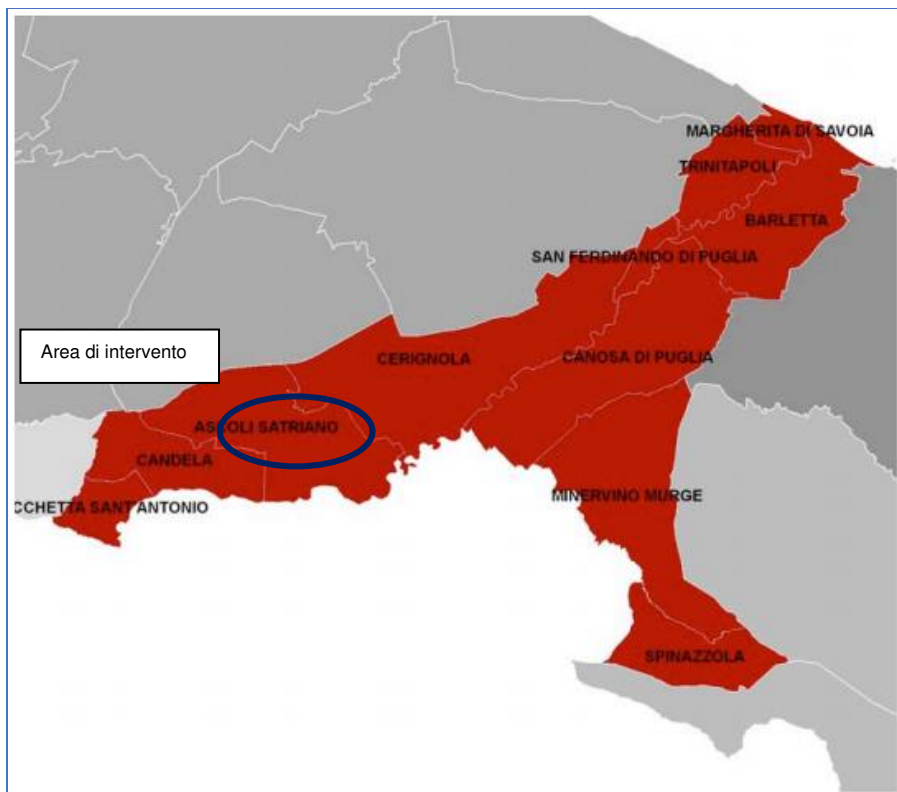 MARGHERITA DI SAVOIA
TRINITAPOLI
BARLETTA
SAN FERDINANDO DI PUGLIA
Area di intervento
CERIGNOLA
CANOSA DI PUGLIA
ASCOLI SATRIANO
CANDELA
MINERVINO MURGE
CCHETTA SANT'ANTONIO
SPINAZZOLA